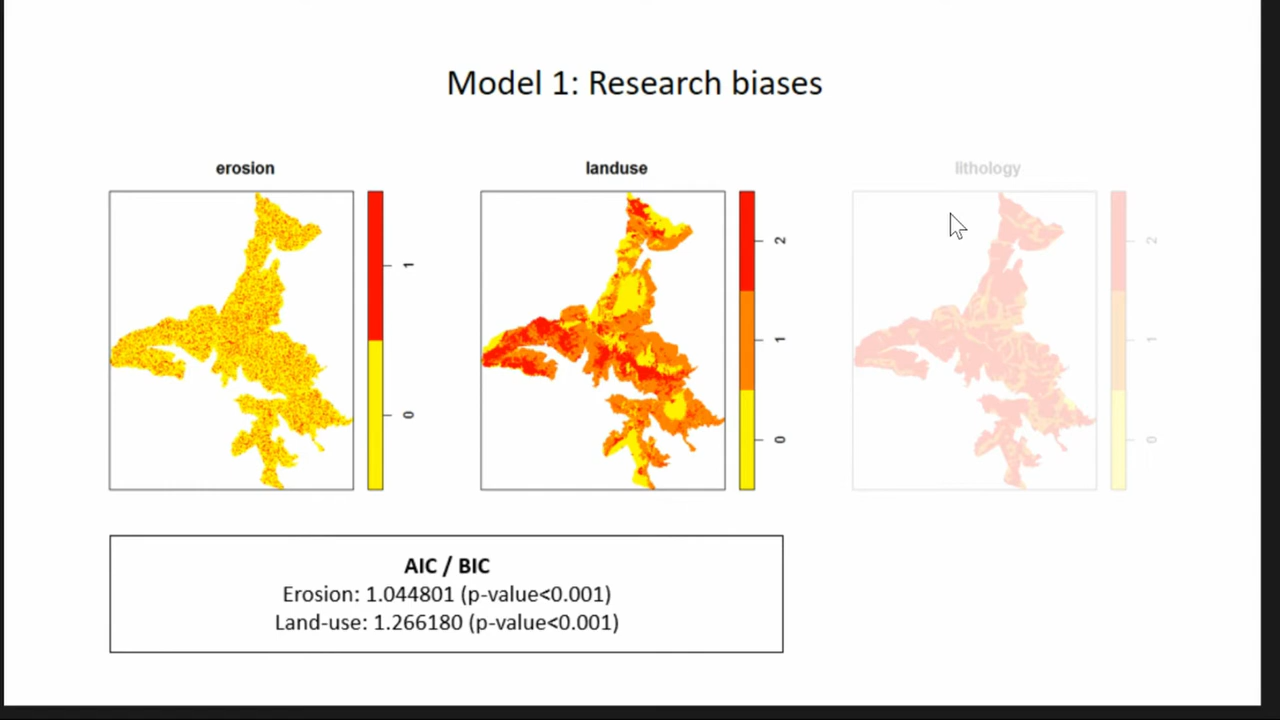 Model 1: Research biases
erosion
landuse
lithology
1
0
2
1
0
2
1
0
AIC / BIC
Erosion: 1.044801 (p-value<0.001)
Land-use: 1.266180 (p-value<0.001)